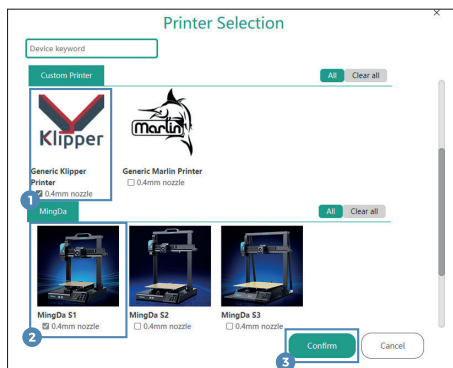 Printer Selection
×
Device keyword
Custom Printer
All
Clear all
Klipper
Marlin
Generic Klipper
Printer
0.4mm nozzle
Generic Marlin Printer
0.4mm nozzle
1
MingDa
All
Clear all
MingDa S1
0.4mm nozzle
MingDa S2
0.4mm nozzle
MingDa S3
0.4mm nozzle
2
Confirm
Cancel
3